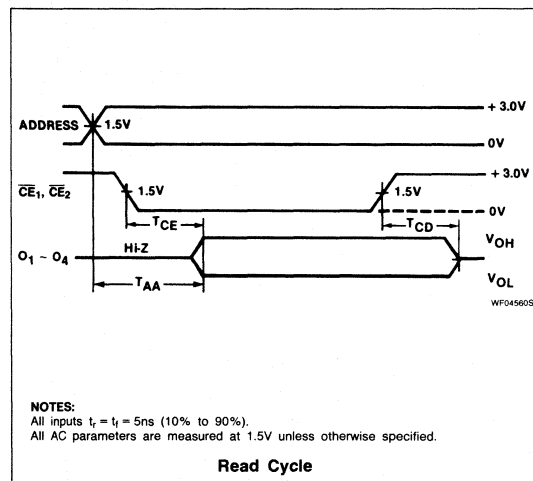 ADDRESS 1.5V + 3.0V
0V
CE1, CE2 1.5V 1.5V + 3.0V
0V
TCE TCD
O1 ~ O4 Hi-Z VOH
VOL
TAA
WF04560S
NOTES:
All inputs tr = tf = 5ns (10% to 90%).
All AC parameters are measured at 1.5V unless otherwise specified.
Read Cycle